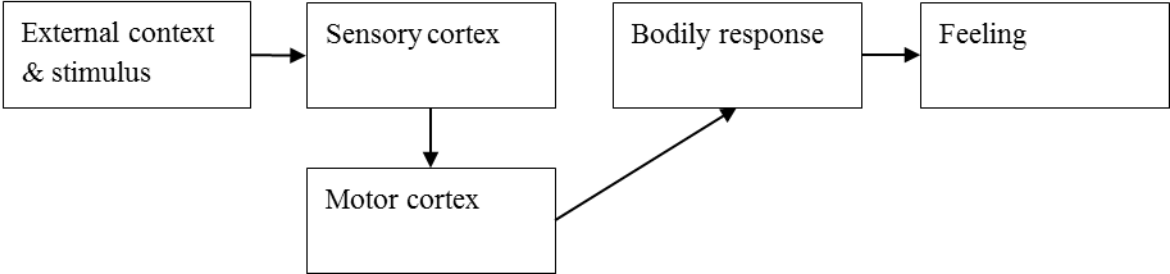 External context
& stimulus
Sensory cortex
Motor cortex
Bodily response
Feeling